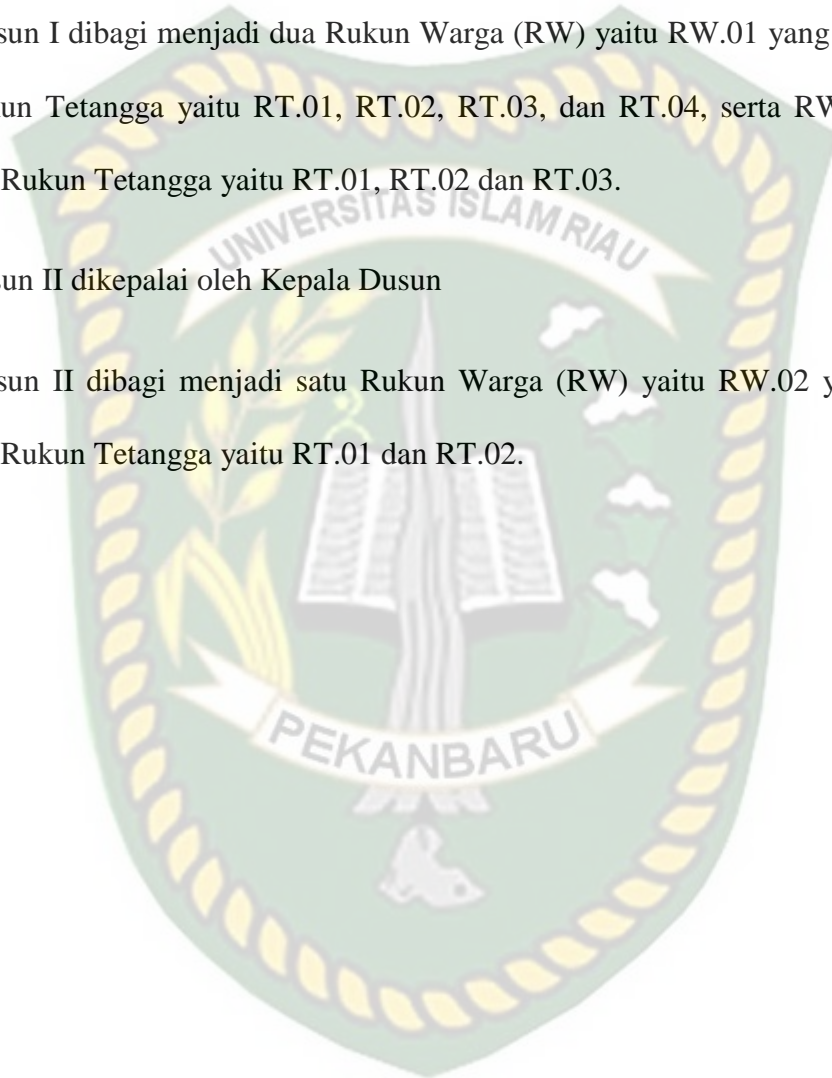 sun I dibagi menjadi dua Rukun Warga (RW) yaitu RW.01 yang
un Tetangga yaitu RT.01, RT.02, RT.03, dan RT.04, serta RW
Rukun Tetangga yaitu RT.01, RT.02 dan RT.03.
UNIVERSITAS ISLAM RIAU
sun II dikepalai oleh Kepala Dusun
sun II dibagi menjadi satu Rukun Warga (RW) yaitu RW.02 y
Rukun Tetangga yaitu RT.01 dan RT.02.
PEKANBARU